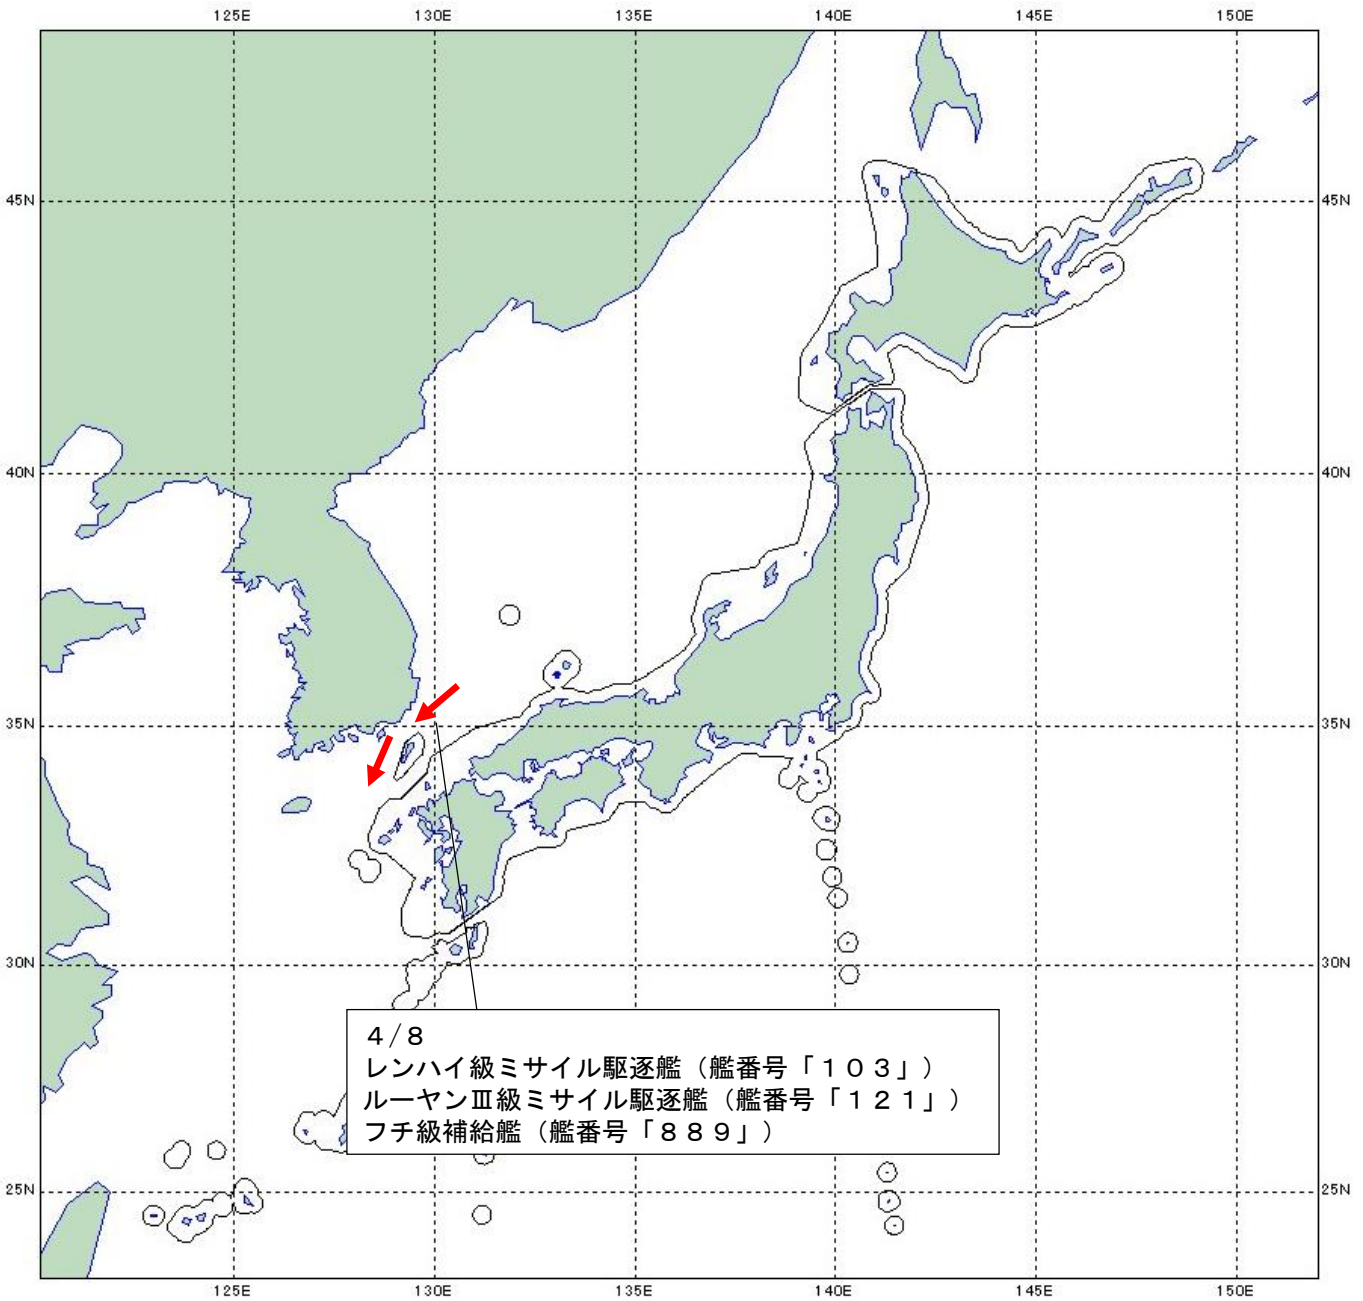 125E 130E 135E 140E 145E 150E
45N 45N
40N 40N
35N 35N
30N 30N
4/8
レンハイ級ミサイル駆逐艦（艦番号「１０３」）
ルーヤンⅢ級ミサイル駆逐艦（艦番号「１２１」）
フチ級補給艦（艦番号「８８９」）
25N 25N
125E 130E 135E 140E 145E 150E